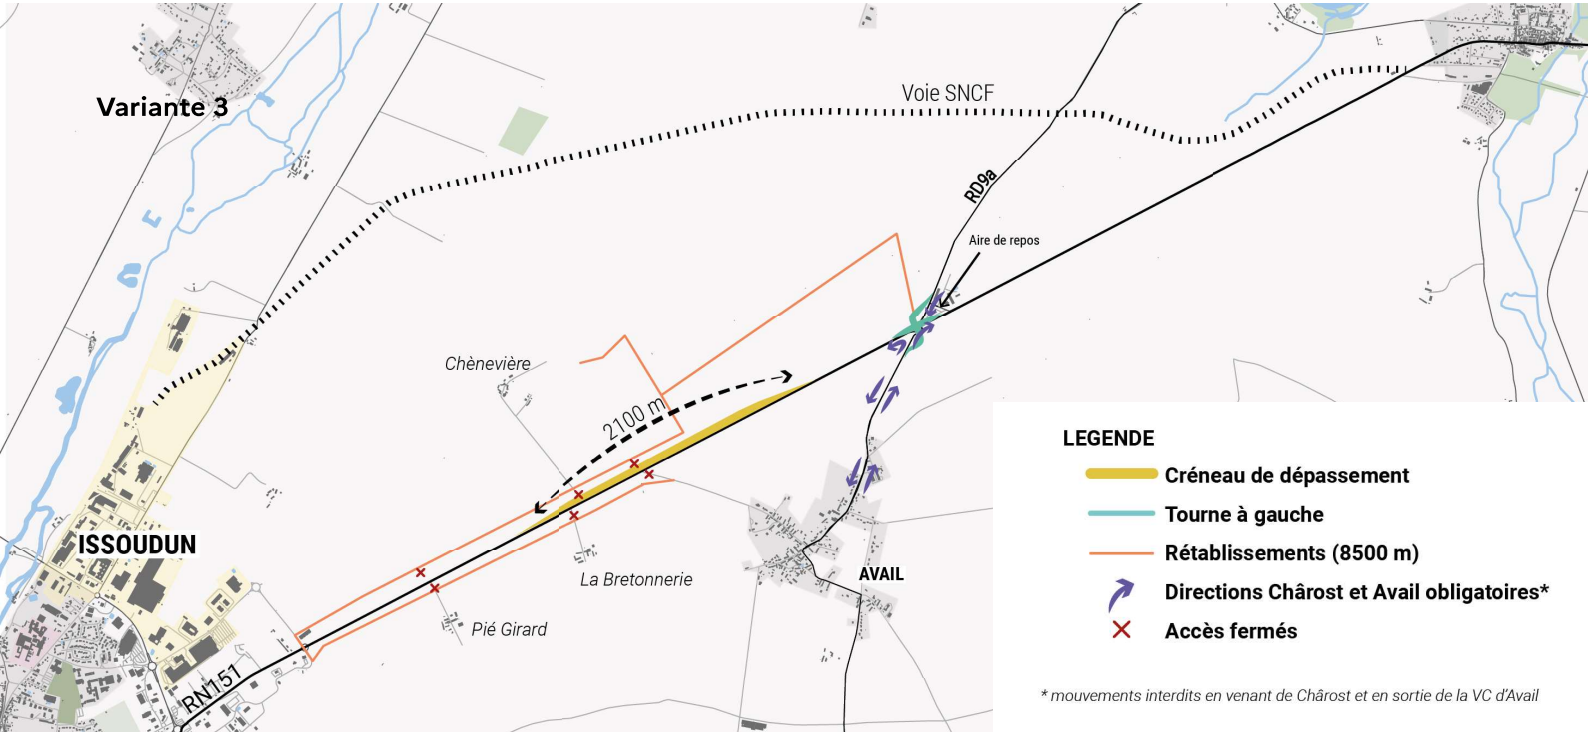 Variante 3
Voie SNCF
RD9a
Aire de repos
Chènevière
2100 m
ISSOUDUN
La Bretonnerie
Pié Girard
AVAIL
RN151
E
LEGENDE
Créneau de dépassement
Tourne à gauche
Rétablissements (8500 m)
Directions Chârost et Avail obligatoires*
Accès fermés
* mouvements interdits en venant de Chârost et en sortie de la VC d'Avail